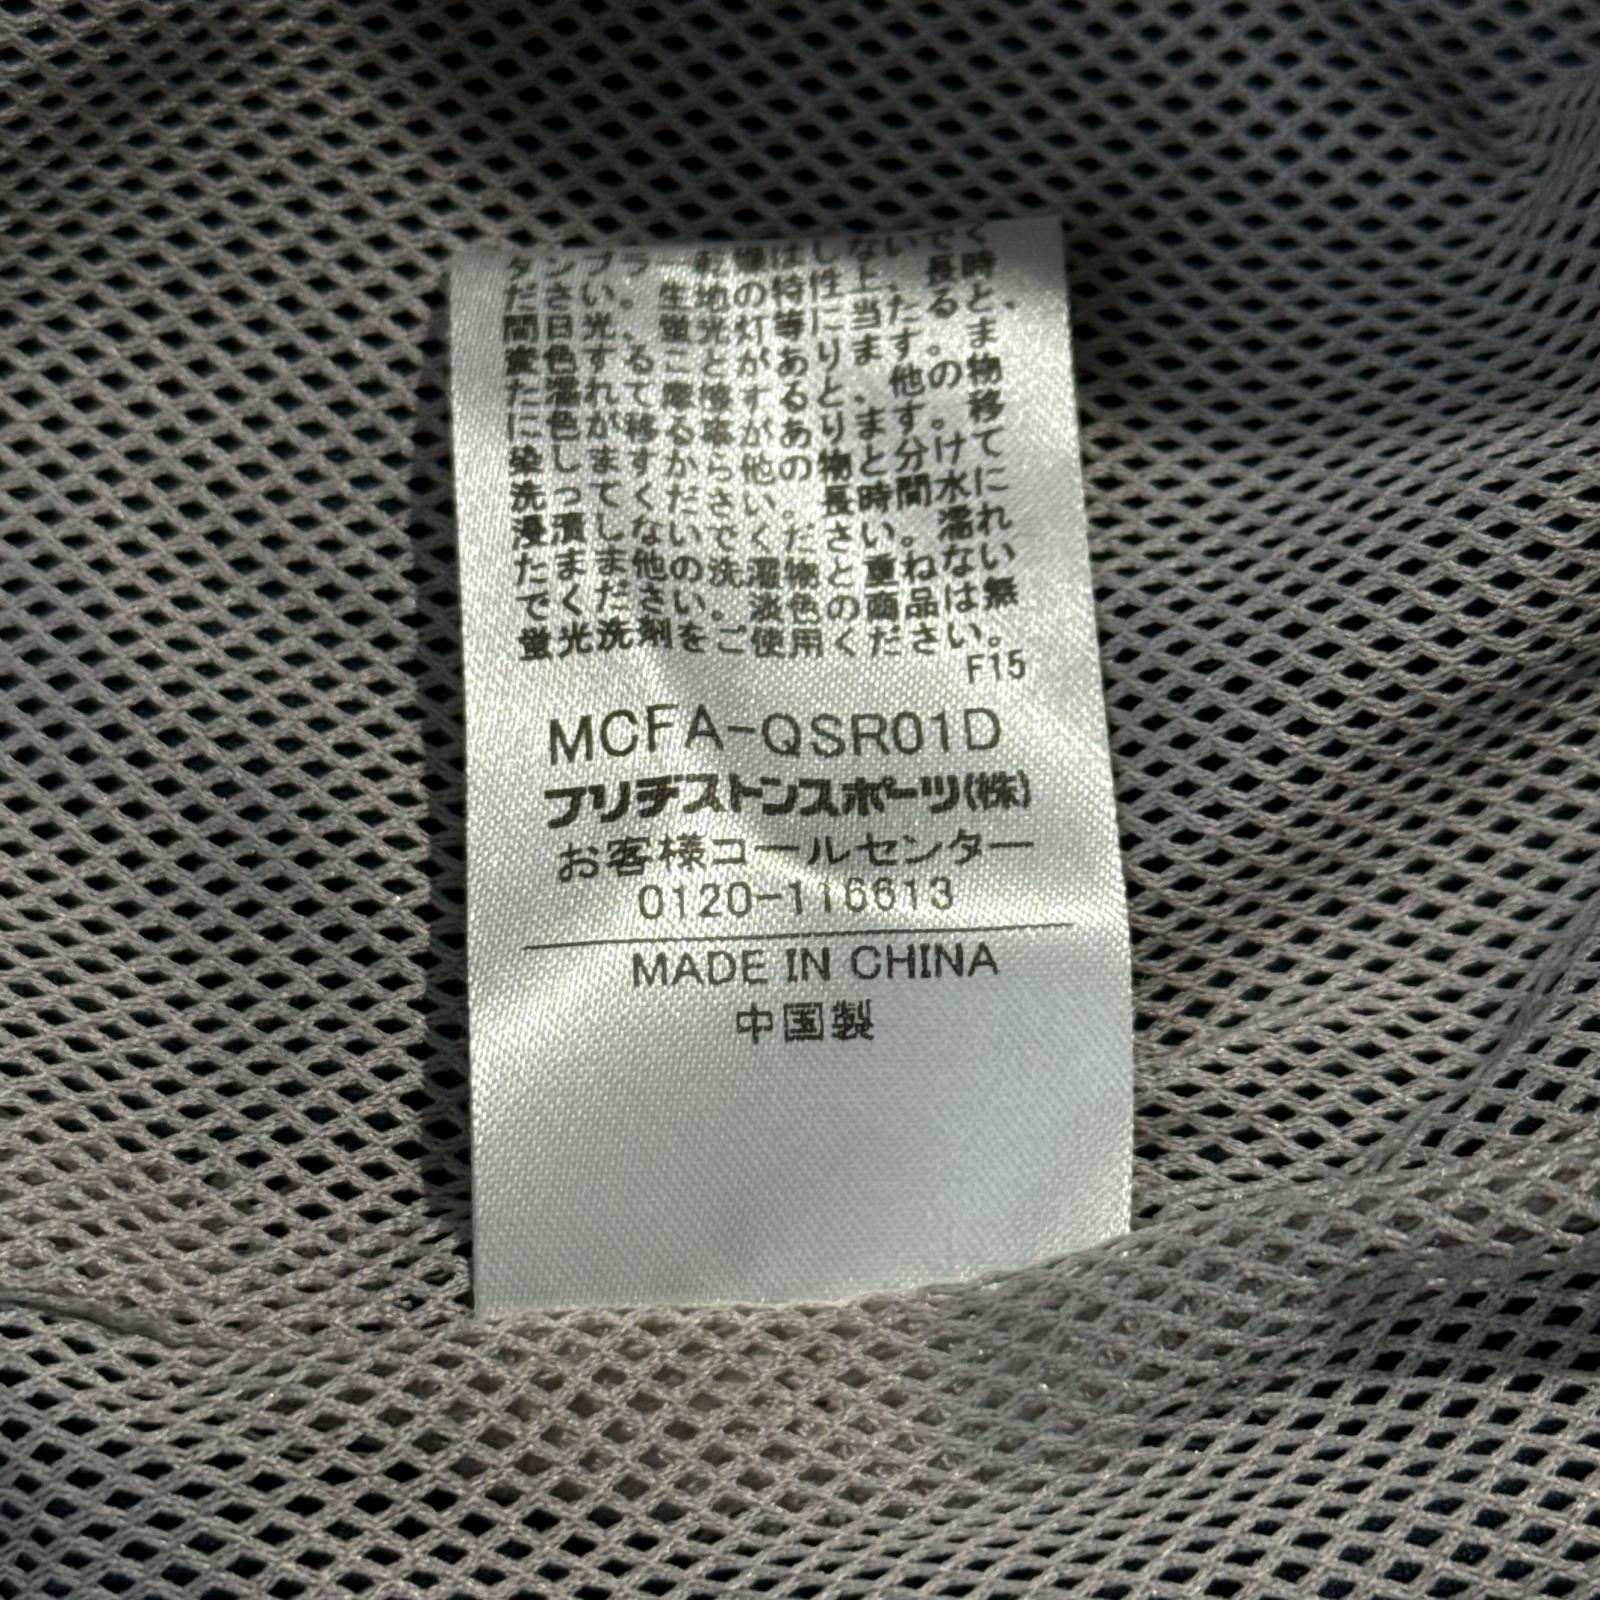 タンブラー乾燥はしないでく
ださい。生地の特性上、長時
間日光、蛍光灯等に当たると、
変色することがあります。ま
た濡れて摩擦すると他の物
に色が移るがありますので
染しますから他の物と分けて
洗ってください。長時間水に
浸漬しないで。さい。濡れ
たままの他洗濯物と重ねない
でください。淡色の商品は無
蛍光洗剤をご使用ください。
F15
MCFA-QSR01D
ブリヂストンスポーツ(株)
お客様コールセンター
0120-116613
MADE IN CHINA
中国製